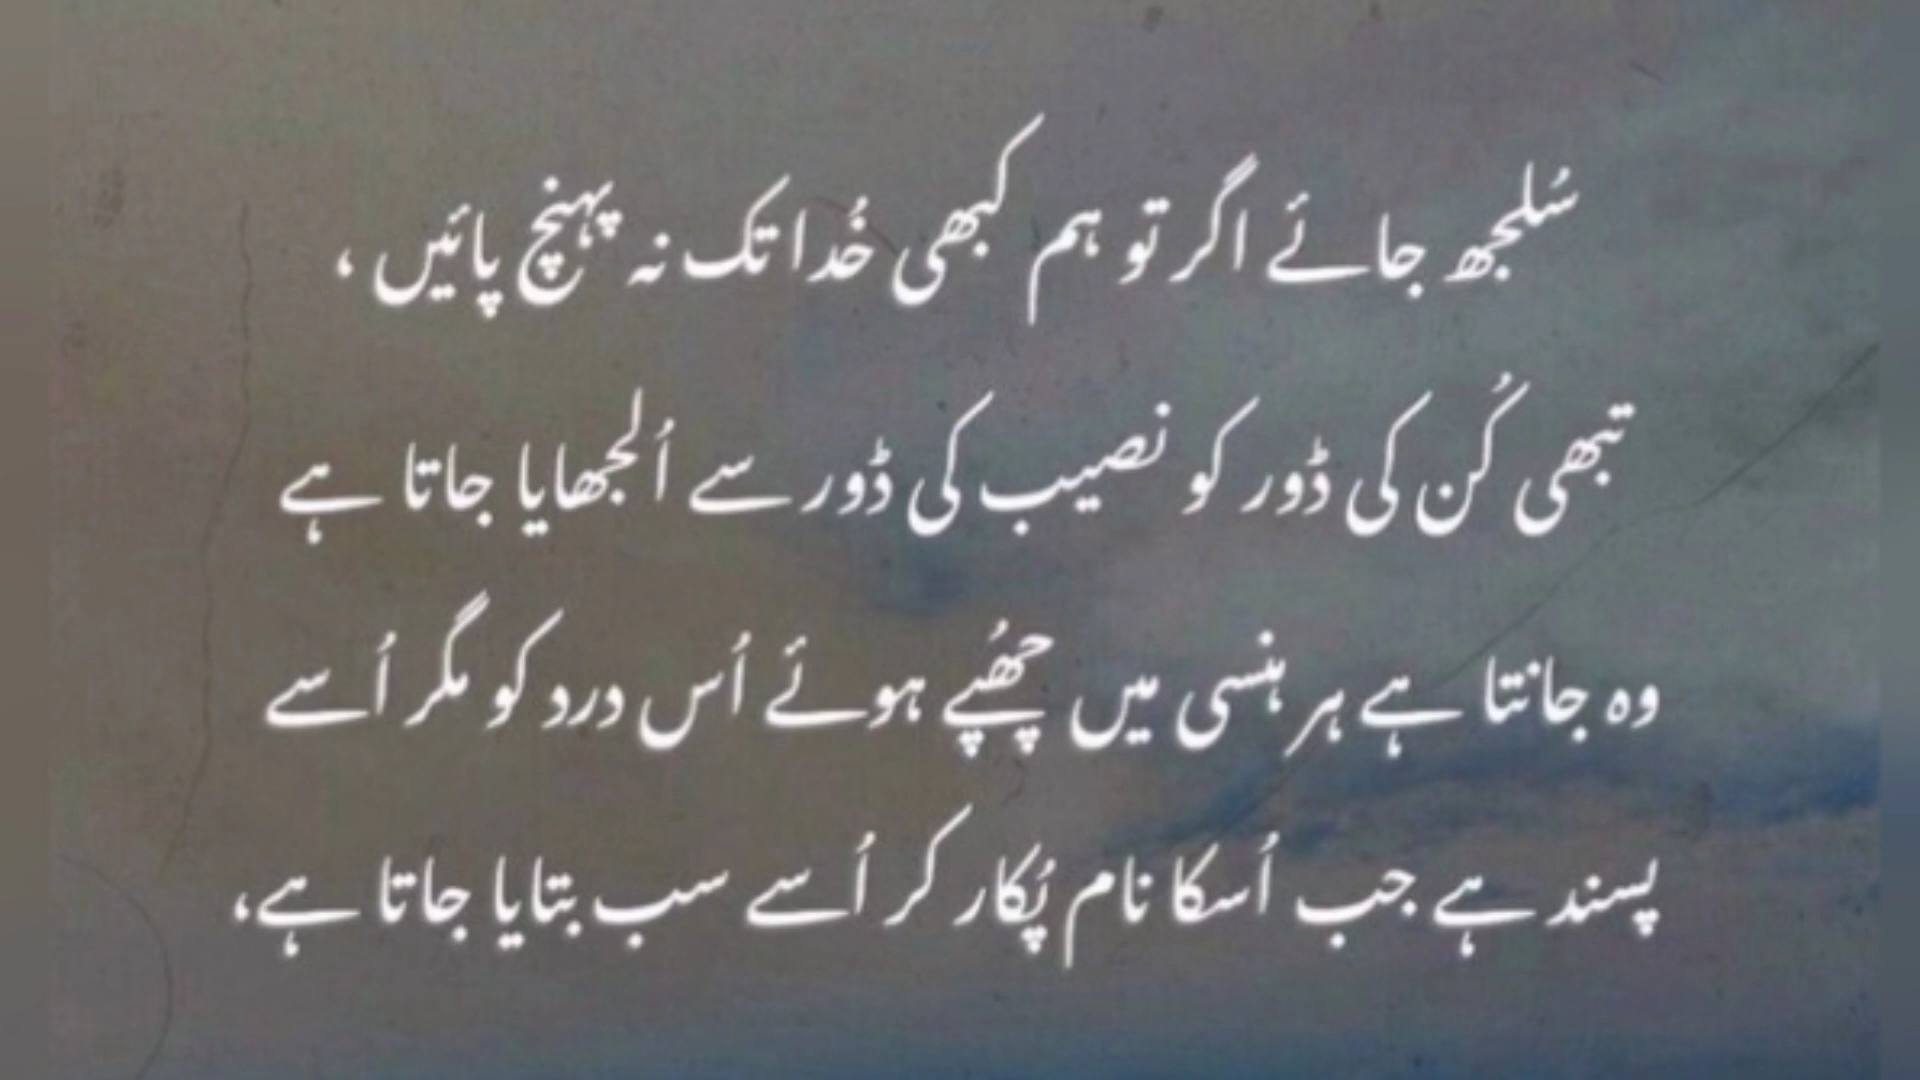 سُلجھ جائے اگر تو ہم کبھی خُدا تک نہ پہنچ پائیں ،
تبھی کُن کی ڈور کو نصیب کی ڈور سے اُلجھایا جاتا ہے
وہ جانتا ہے ہر ہنسی میں چھُپے ہوئے اُس درد کو مگر اُسے
پسند ہے جب اُسکا نام پُکار کر اُسے سب بتایا جاتا ہے،